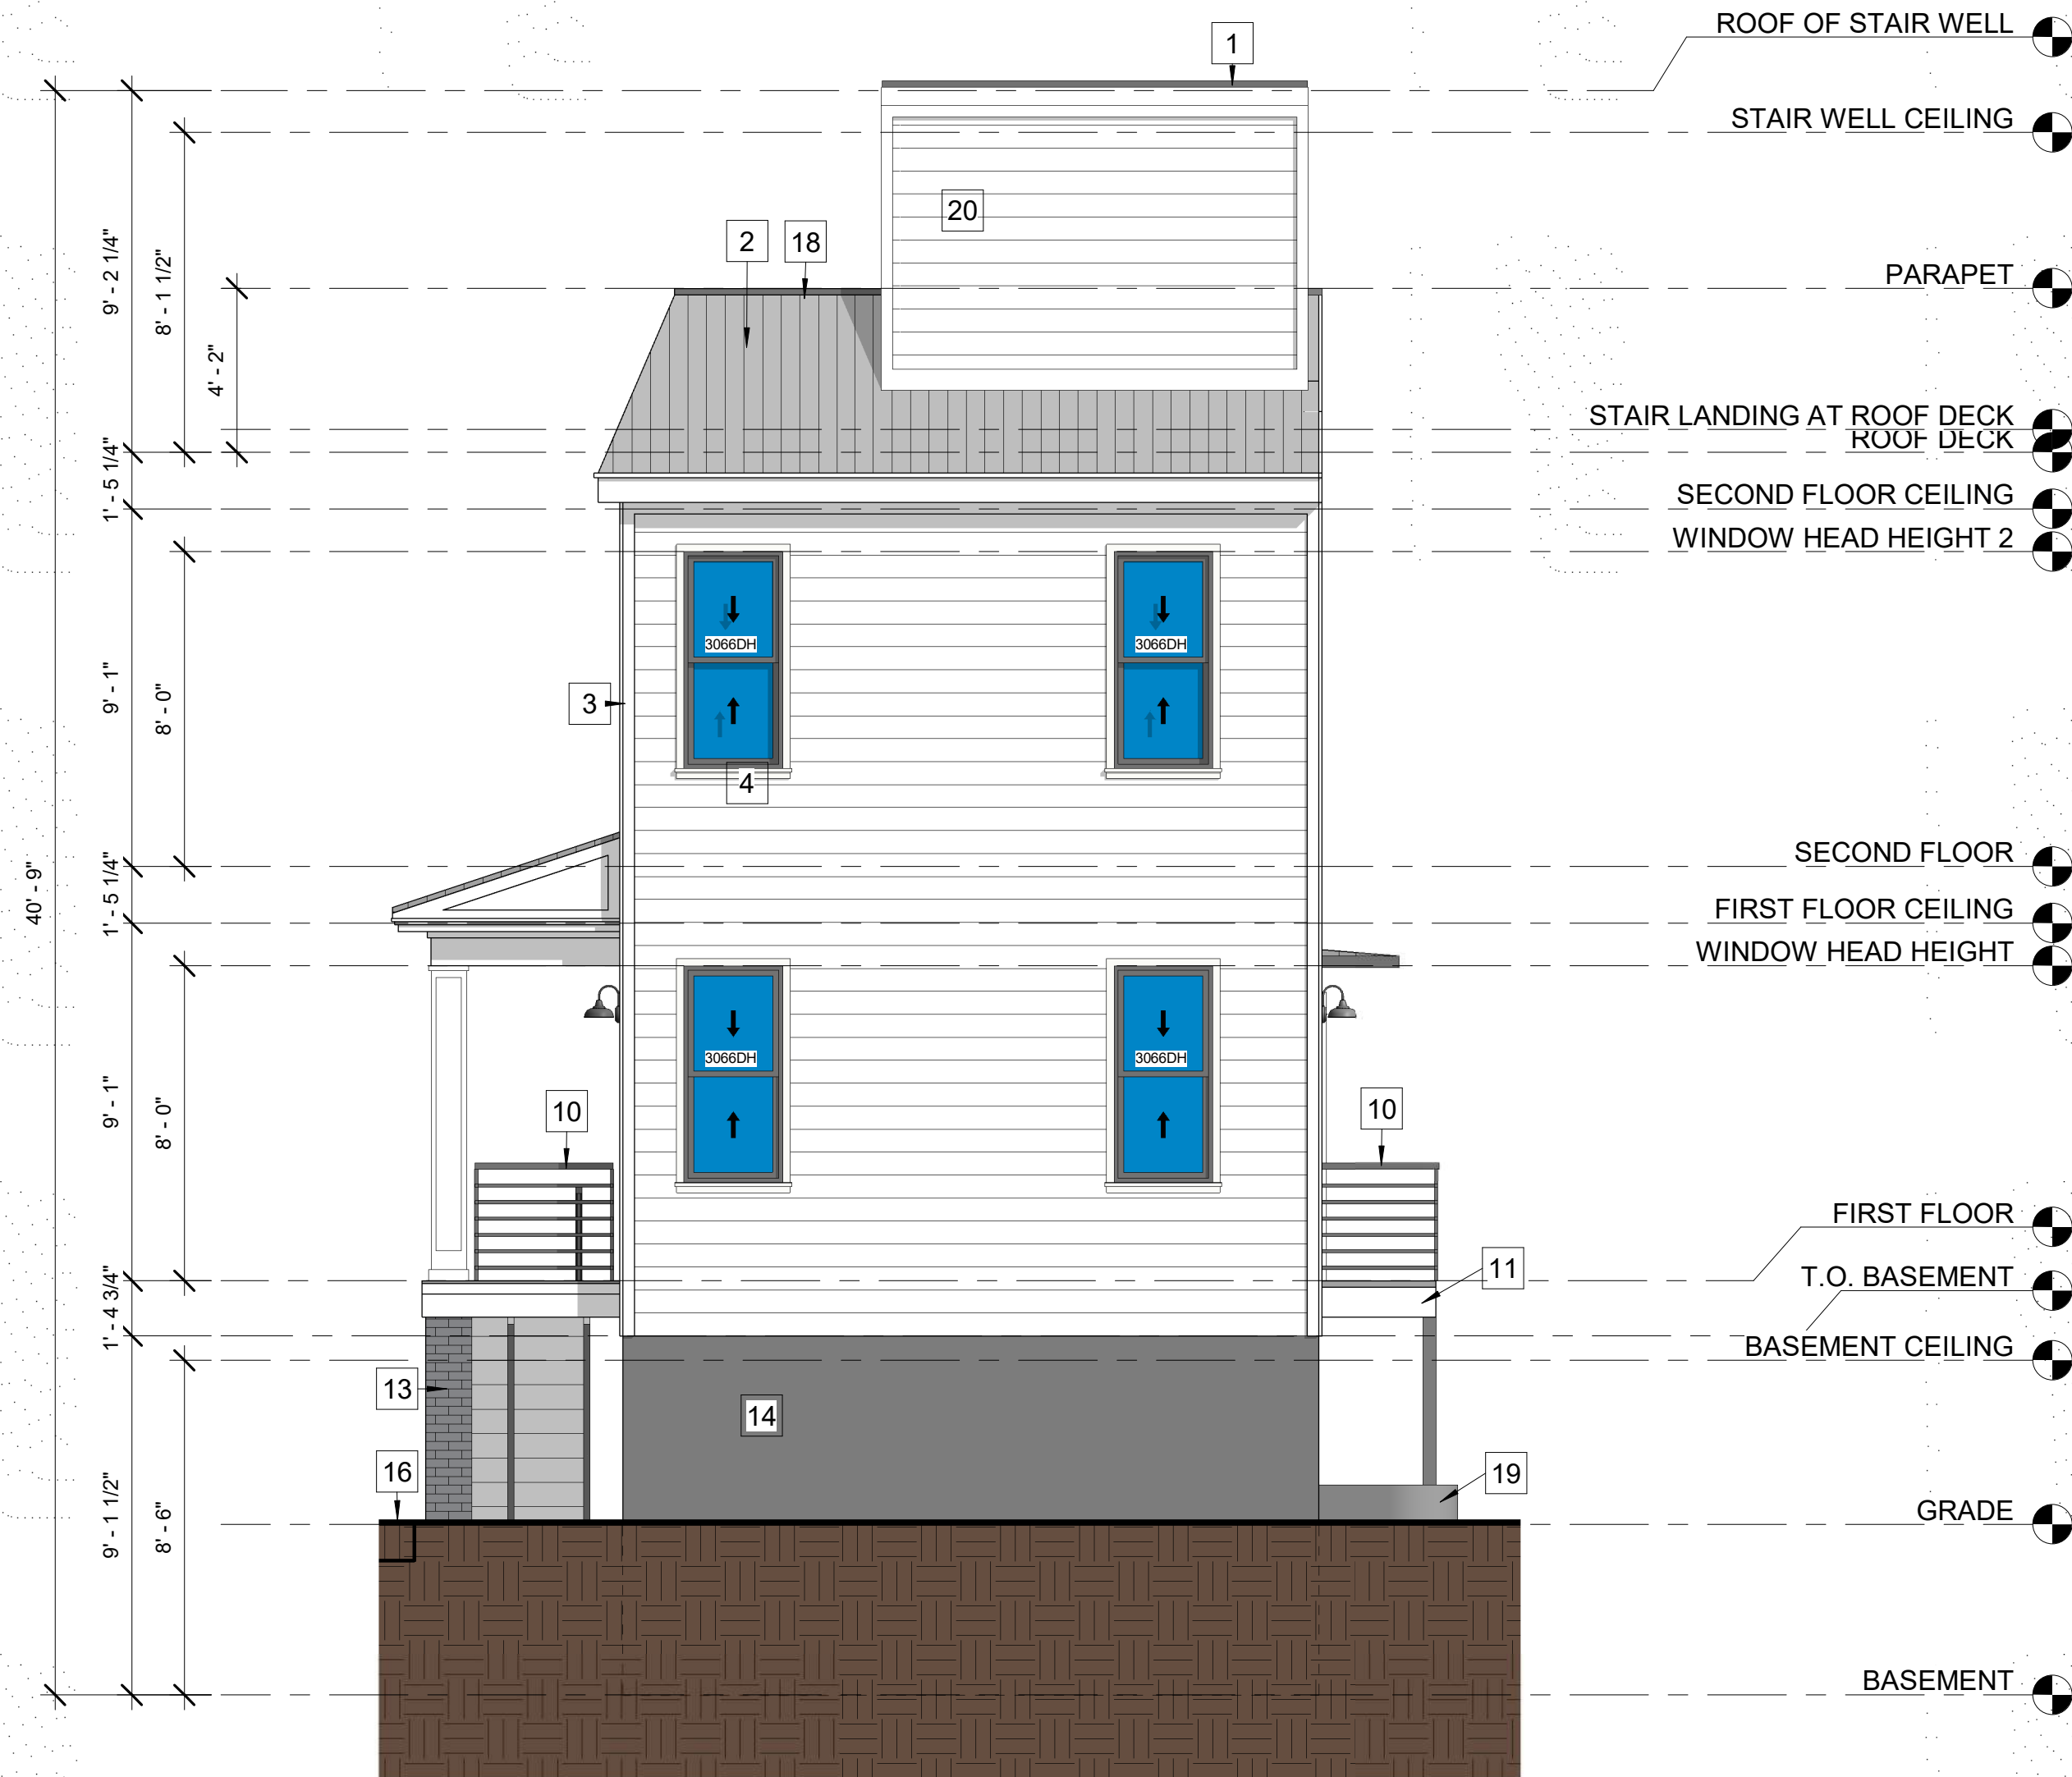 ROOF OF STAIR WELL
1
STAIR WELL CEILING
20
2
18
9' - 2 1/4"
8' - 1 1/2"
PARAPET
4' - 2"
STAIR LANDING AT ROOF DECK
ROOF DECK
1' - 5 1/4"
SECOND FLOOR CEILING
WINDOW HEAD HEIGHT 2
3066DH
3066DH
9' - 1"
8' - 0"
3
4
SECOND FLOOR
40' - 9"
1' - 5 1/4"
FIRST FLOOR CEILING
WINDOW HEAD HEIGHT
3066DH
3066DH
9' - 1"
8' - 0"
10
10
FIRST FLOOR
11
T.O. BASEMENT
1' - 4 3/4"
BASEMENT CEILING
13
14
16
19
9' - 1 1/2"
8' - 6"
GRADE
BASEMENT